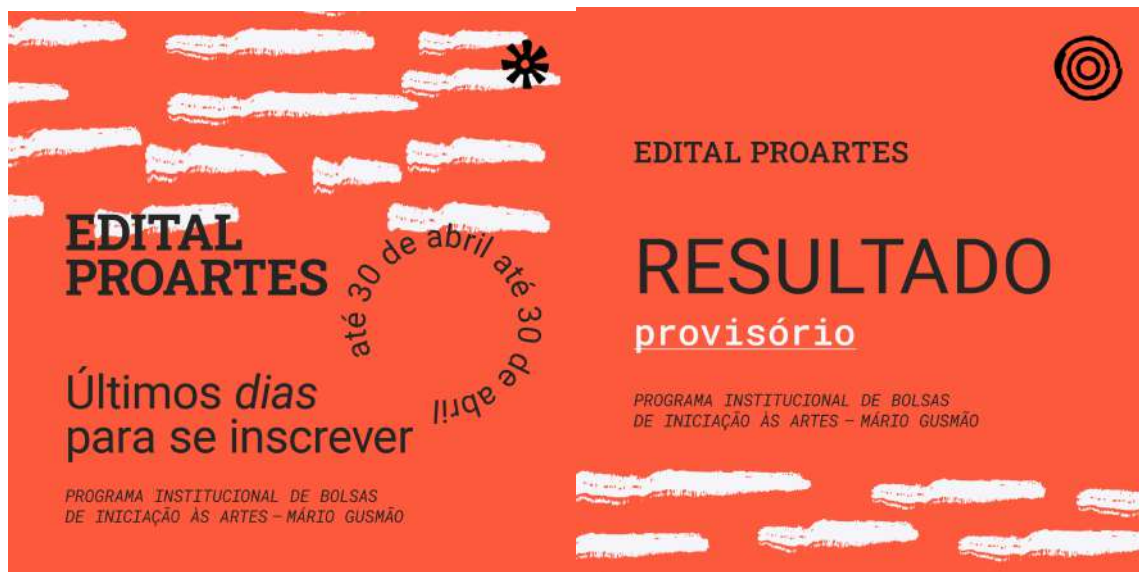 EDITAL
PROARTES
até 30 de abril até 30 de abril
Últimos dias
para se inscrever
PROGRAMA INSTITUCIONAL DE BOLSAS
DE INICIAÇÃO ÀS ARTES – MÁRIO GUSMÃO
EDITAL PROARTES
RESULTADO
provisório
PROGRAMA INSTITUCIONAL DE BOLSAS
DE INICIAÇÃO ÀS ARTES – MÁRIO GUSMÃO